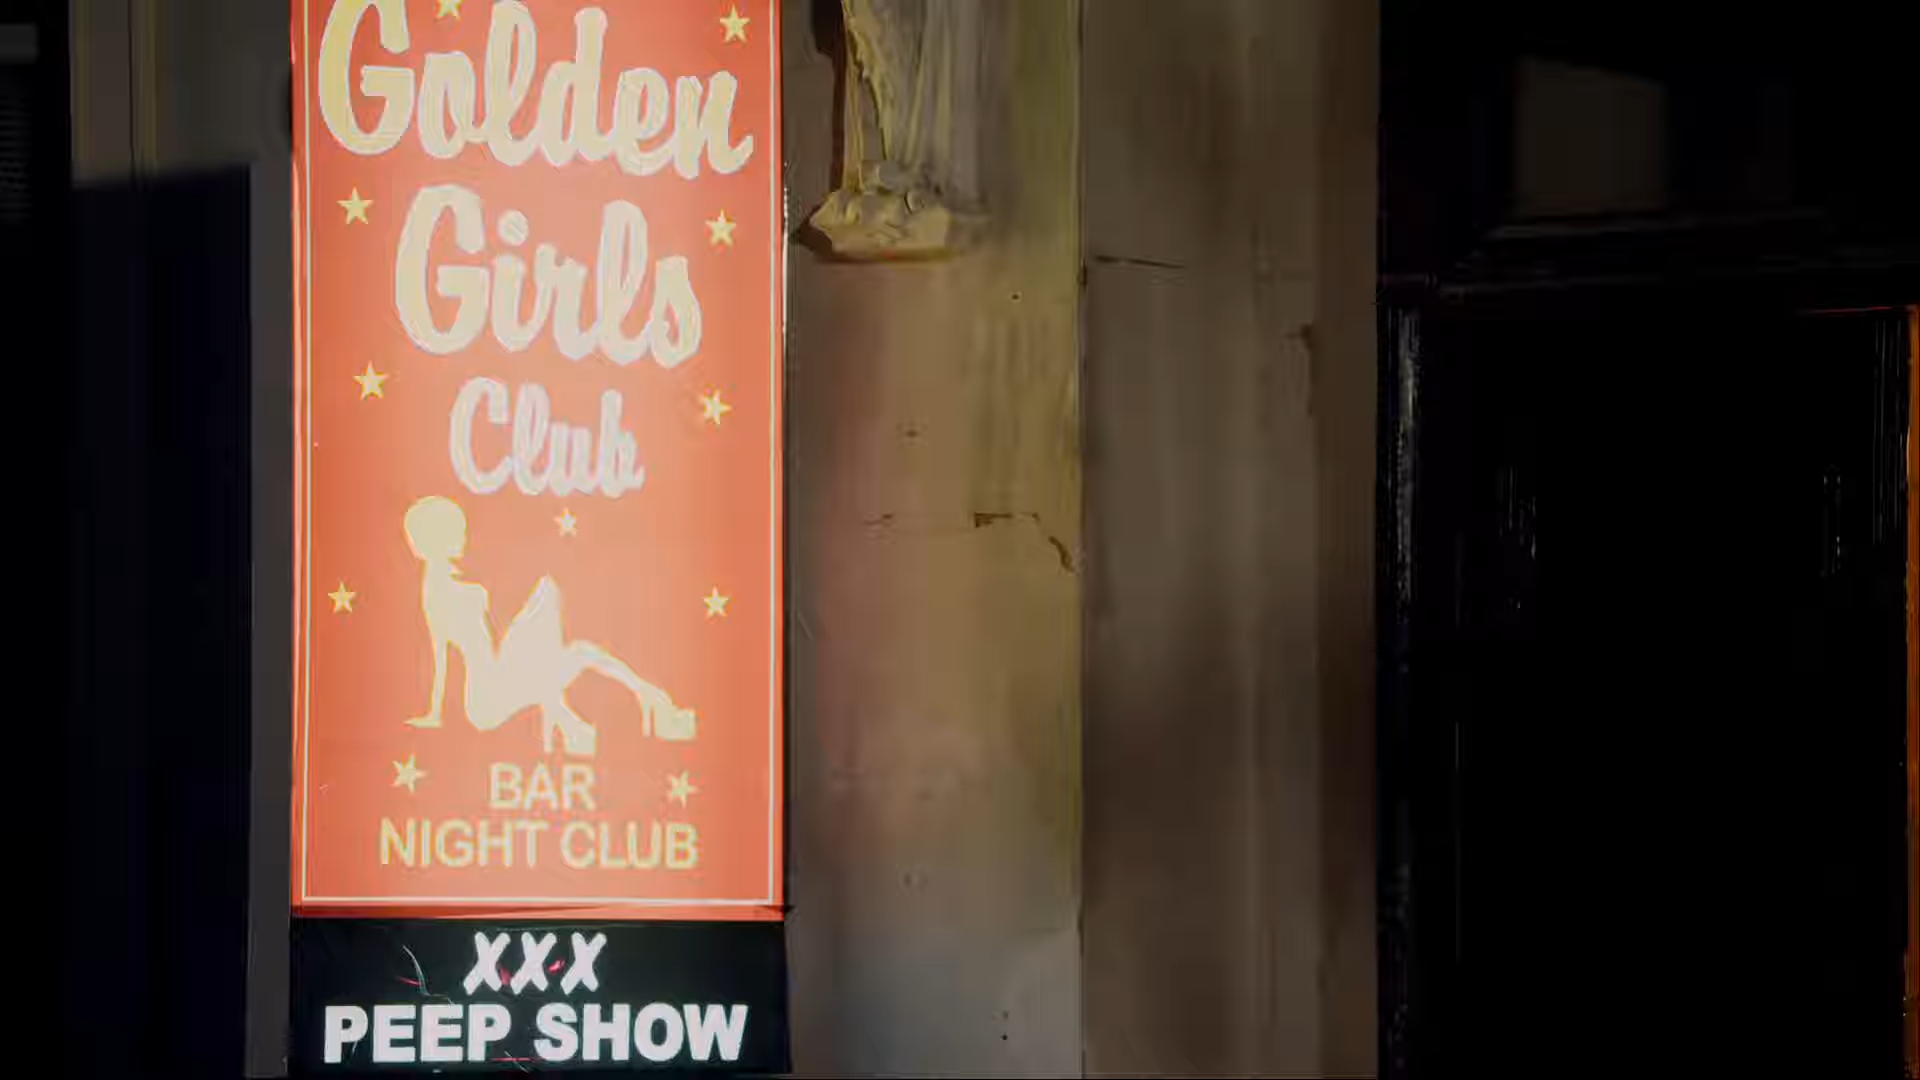 Golden
Girls
Club
BAR
NIGHT CLUB
XXX
PEEP SHOW